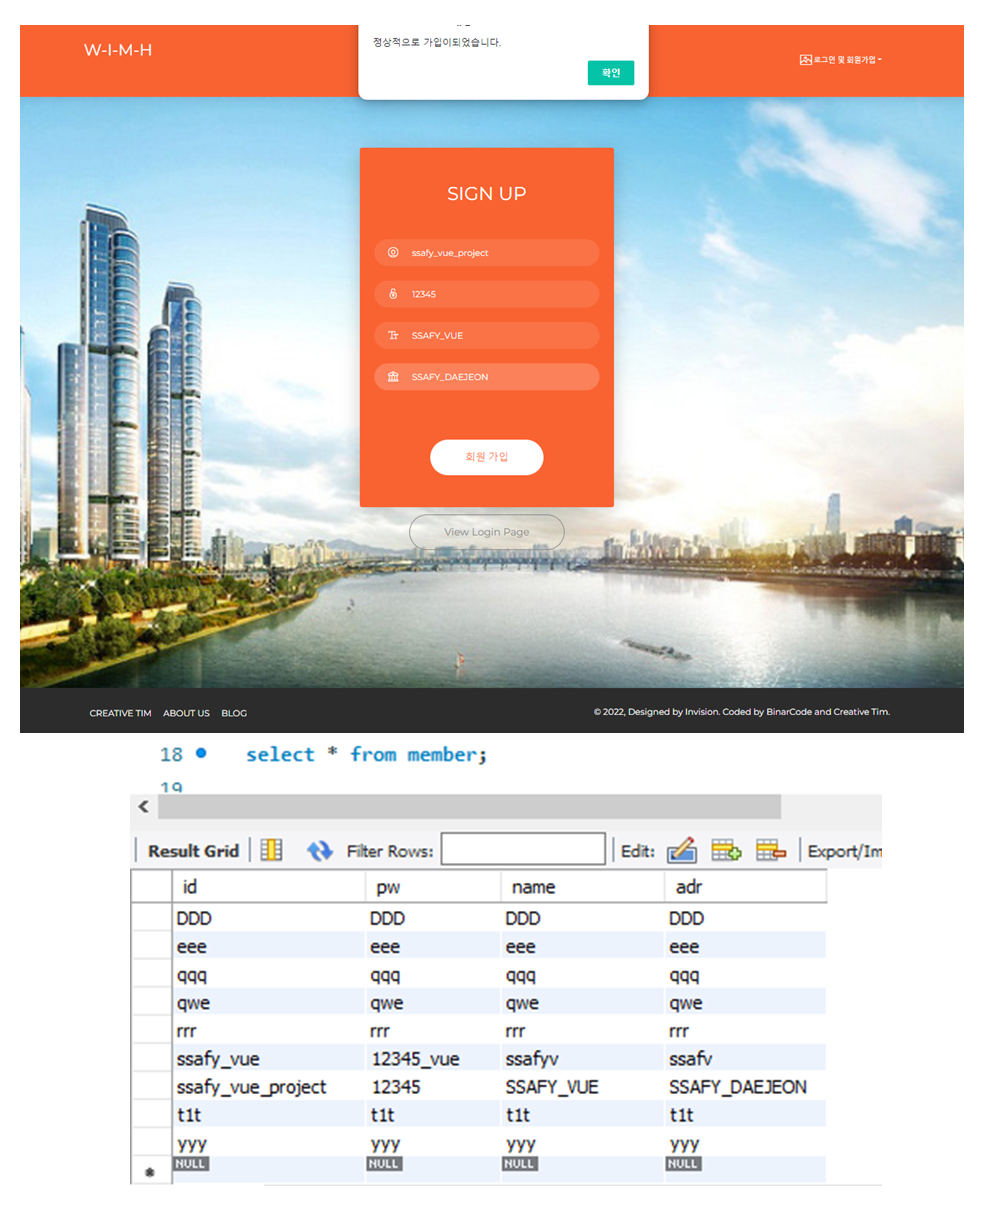 W-I-M-H
정상적으로 가입이되었습니다.
확인
로그인 및 회원가입
SIGN UP
ssafy_vue_project
12345
SSAFY_VUE
SSAFY_DAEJEON
회원 가입
View Login Page
CREATIVE TIM ABOUT US BLOG
© 2022, Designed by Invision. Coded by BinarCode and Creative Tim.
18 select * from member;
19
Result Grid Filter Rows: Edit: Export/Im
id pw name adr
DDD DDD DDD DDD
eee eee eee eee
qqq qqq qqq qqq
qwe qwe qwe qwe
rrr rrr rrr rrr
ssafy_vue 12345_vue ssafyv ssafv
ssafy_vue_project 12345 SSAFY_VUE SSAFY_DAEJEON
t1t t1t t1t t1t
yyy yyy yyy yyy
NULL NULL NULL NULL